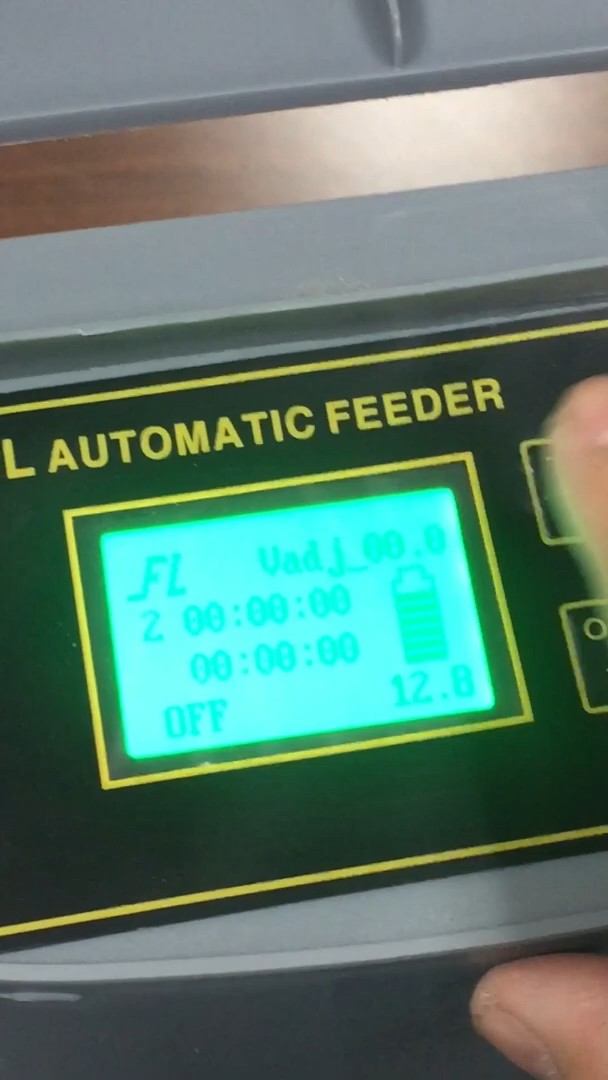 L AUTOMATIC FEEDER
FL Vadj_00.0
2 00:00:00
00:00:00
OFF 12.8